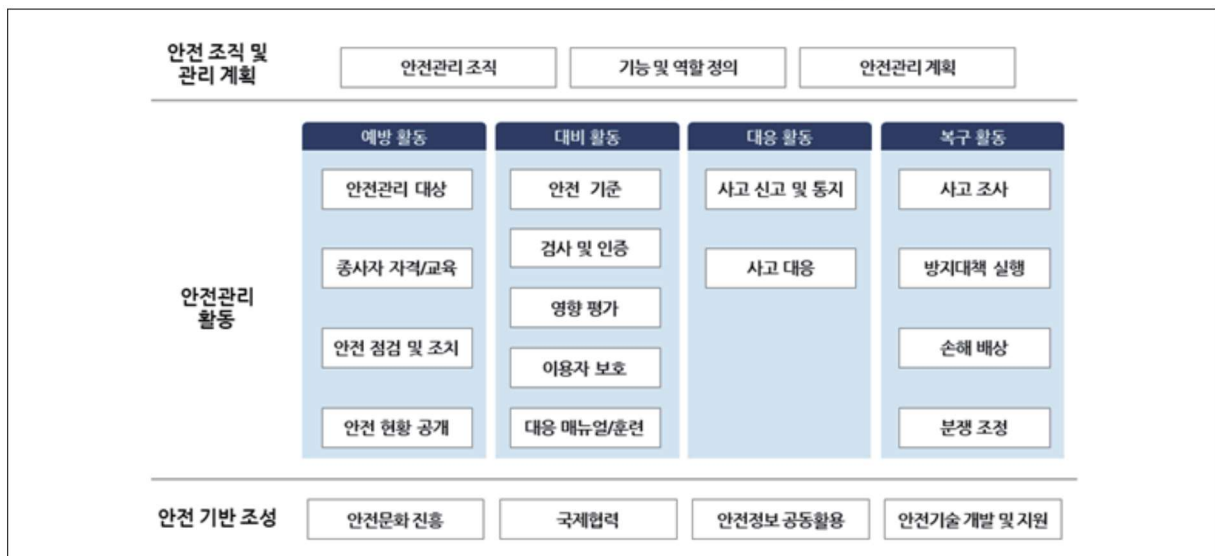 안전 조직 및
관리 계획
안전관리 조직
기능 및 역할 정의
안전관리 계획
안전관리
활동
예방 활동
안전관리 대상
종사자 자격/교육
안전 점검 및 조치
안전 현황 공개
대비 활동
안전 기준
검사 및 인증
영향 평가
이용자 보호
대응 매뉴얼/훈련
대응 활동
사고 신고 및 통지
사고 대응
복구 활동
사고 조사
방지대책 실행
손해 배상
분쟁 조정
안전 기반 조성
안전문화 진흥
국제협력
안전정보 공동활용
안전기술 개발 및 지원